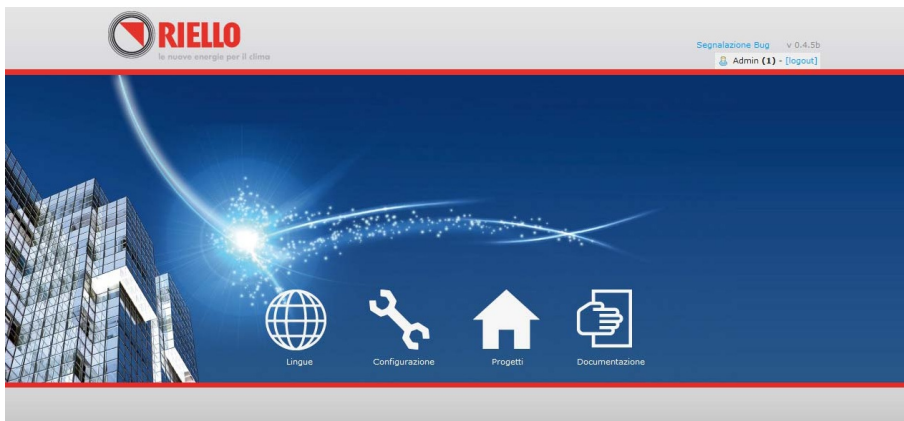 RIELLO
le nuove energie per il clima
Segnalazione Bug v 0.4.5b
Admin (1) - [logout]
Lingue Configurazione Progetti Documentazione